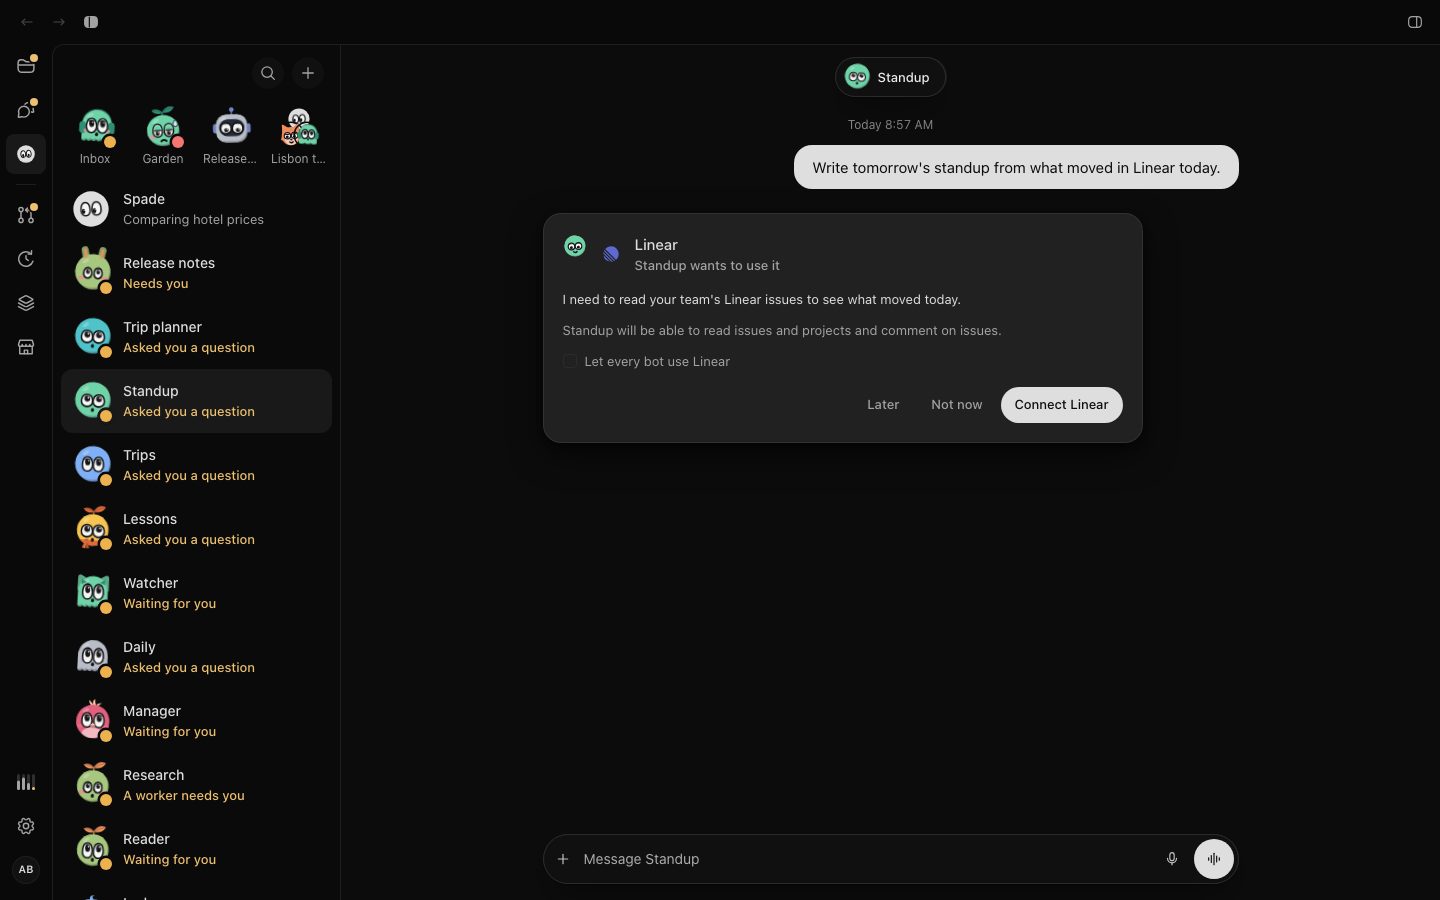 Inbox
Garden
Release...
Lisbon t...
Spade
Comparing hotel prices
Release notes
Needs you
Trip planner
Asked you a question
Standup
Asked you a question
Trips
Asked you a question
Lessons
Asked you a question
Watcher
Waiting for you
Daily
Asked you a question
Manager
Waiting for you
Research
A worker needs you
Reader
Waiting for you
AB
Standup
Today 8:57 AM
Write tomorrow's standup from what moved in Linear today.
Linear
Standup wants to use it
I need to read your team's Linear issues to see what moved today.
Standup will be able to read issues and projects and comment on issues.
Let every bot use Linear
Later
Not now
Connect Linear
Message Standup